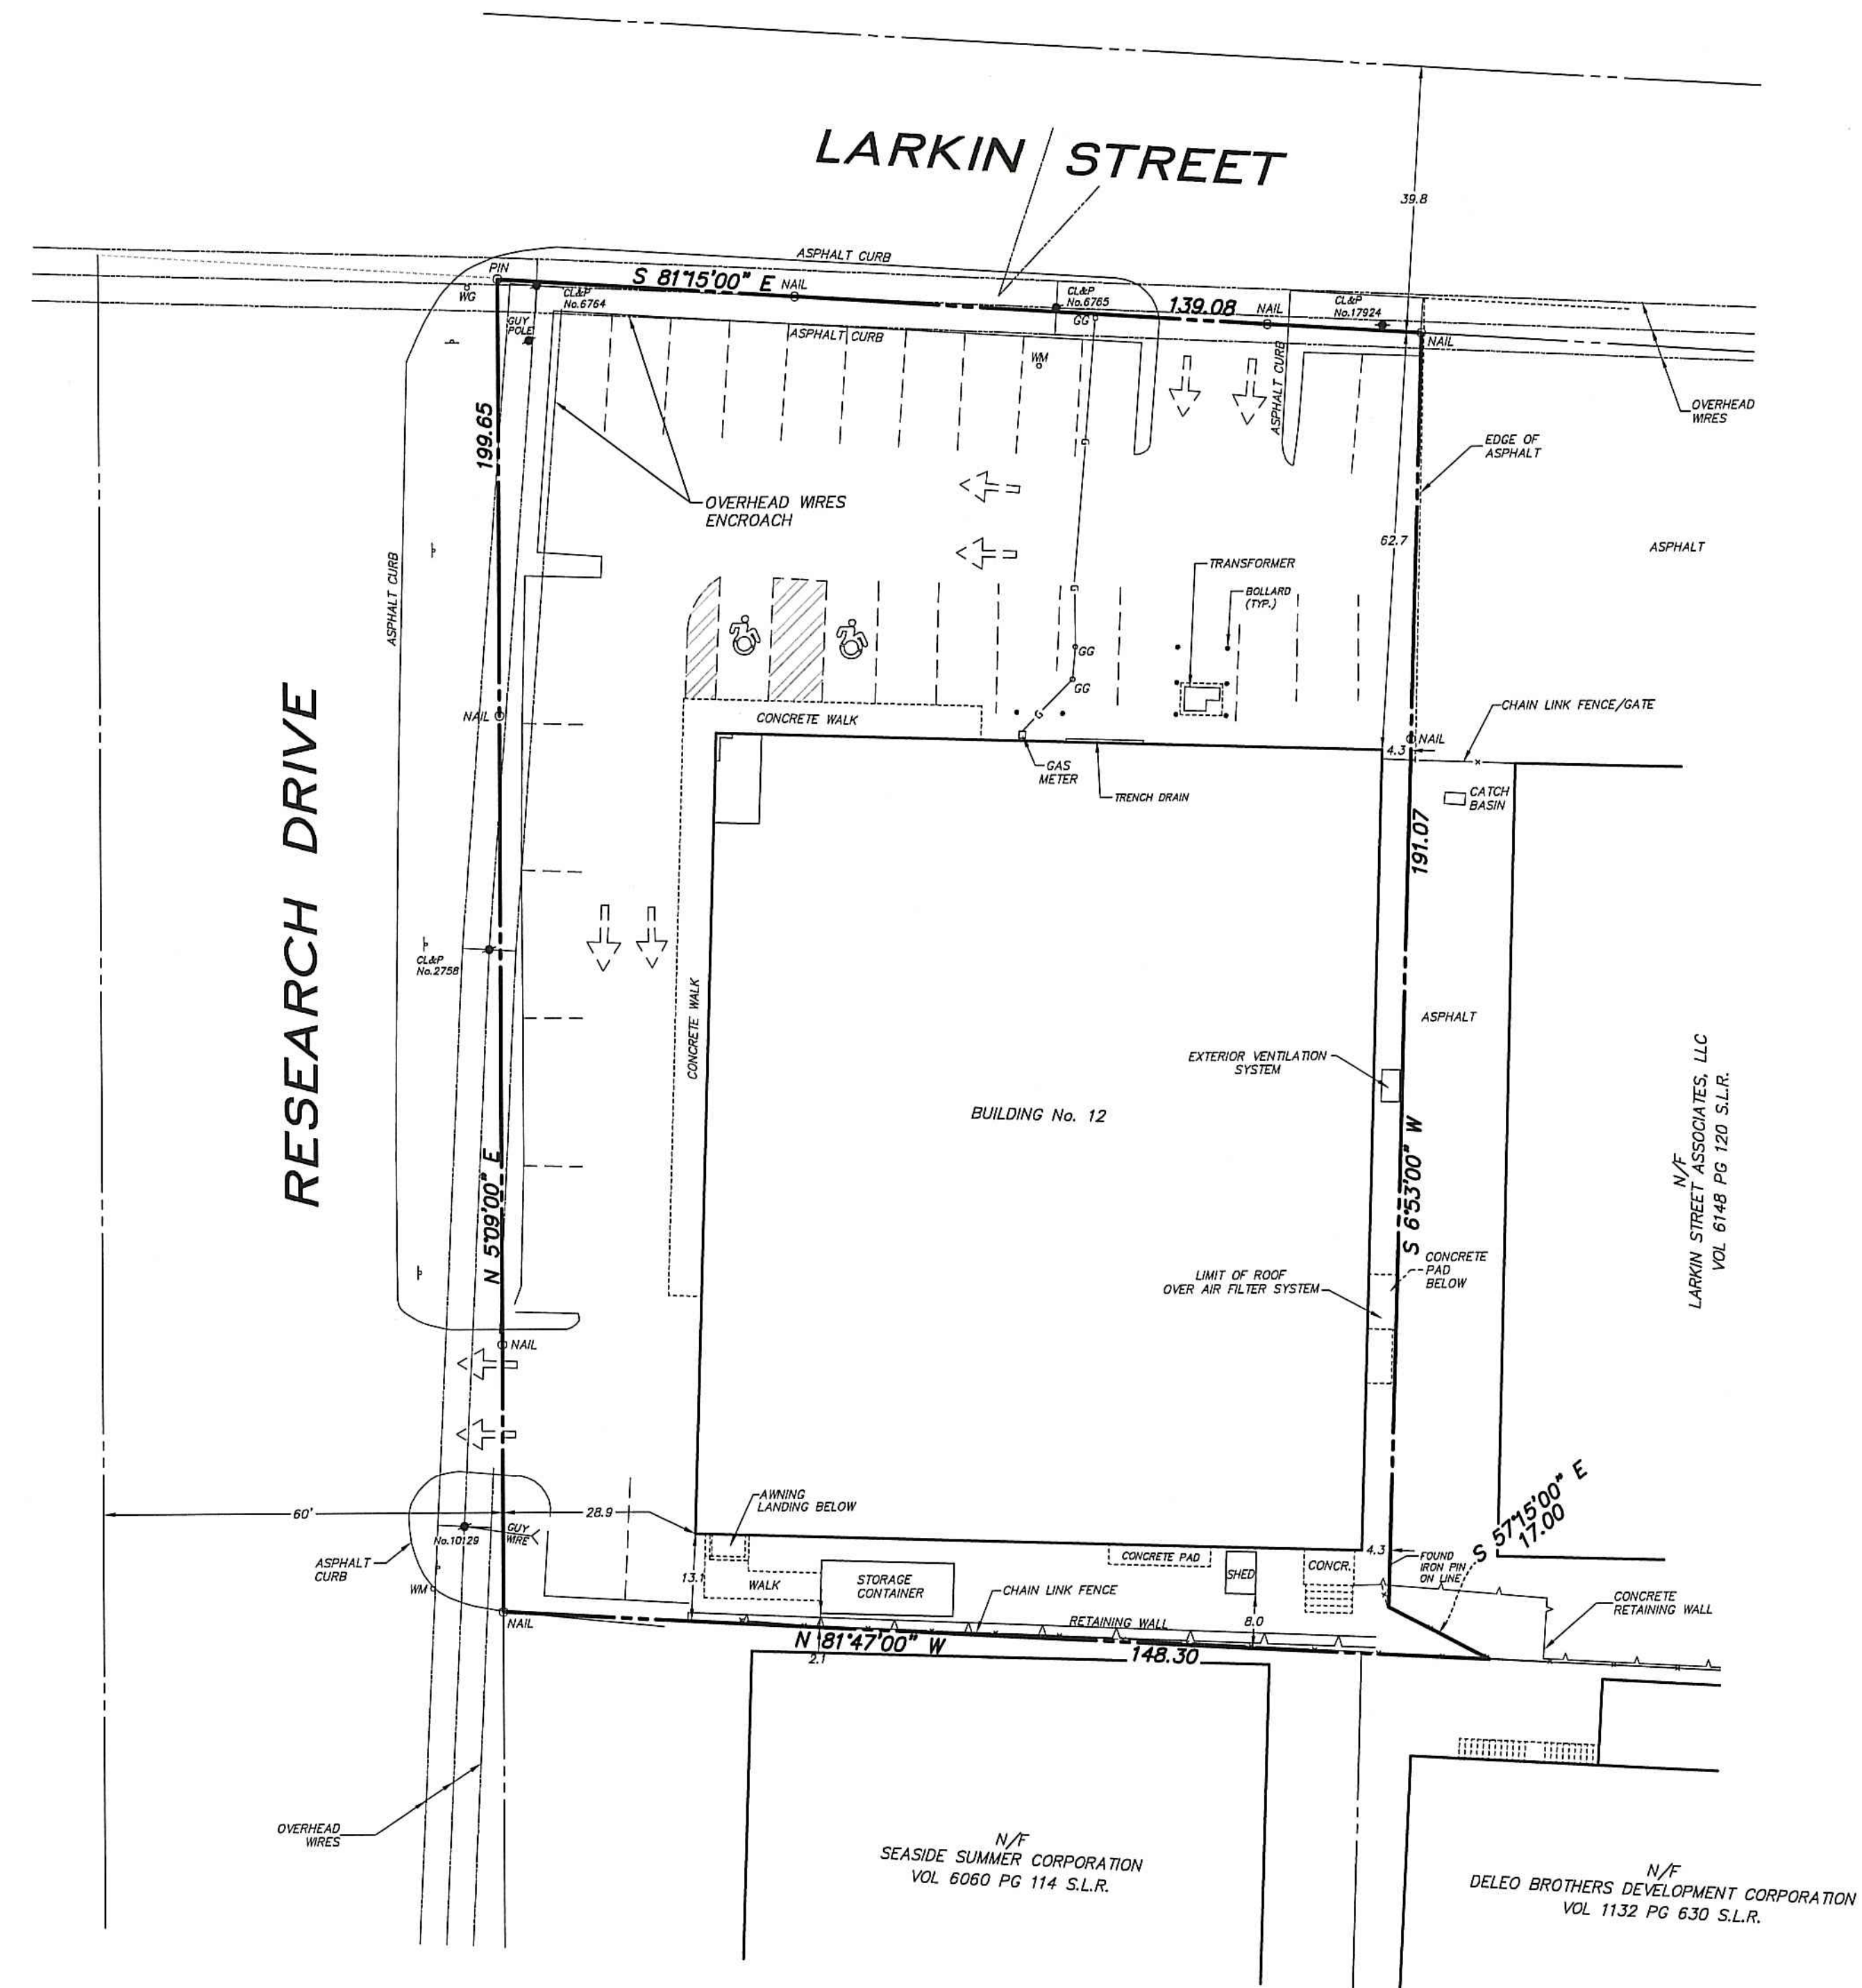 LARKIN STREET
39.8
ASPHALT CURB
PIN
S 81°15'00" E
NAIL
WG
CL&P
No.6764
CL&P
No.6765
139.08
NAIL
CL&P
No.17924
GG
GUY
POLE
ASPHALT CURB
NAIL
WM
ASPHALT CURB
OVERHEAD
WIRES
199.65
EDGE OF
ASPHALT
OVERHEAD WIRES
ENCROACH
G
62.7
ASPHALT
ASPHALT CURB
TRANSFORMER
BOLLARD
(TYP.)
G
GG
GG
G
RESEARCH DRIVE
NAIL
CONCRETE WALK
CHAIN LINK FENCE/GATE
NAIL
4.3
GAS
METER
TRENCH DRAIN
CATCH
BASIN
191.07
CL&P
No.2758
CONCRETE WALK
ASPHALT
EXTERIOR VENTILATION
SYSTEM
BUILDING No. 12
N/F
LARKIN STREET ASSOCIATES, LLC
VOL 6148 PG 120 S.L.R.
N 5°09'00" E
S 6°53'00" W
LIMIT OF ROOF
OVER AIR FILTER SYSTEM
CONCRETE
PAD
BELOW
NAIL
60'
28.9
AWNING
LANDING BELOW
S 57°15'00" E
17.00
No.10129
GUY
WIRE
ASPHALT
CURB
WM
13.1
WALK
STORAGE
CONTAINER
CHAIN LINK FENCE
CONCRETE PAD
SHED
CONCR.
4.3
FOUND
IRON PIN
ON LINE
CONCRETE
RETAINING WALL
NAIL
RETAINING WALL
8.0
N 81°47'00" W
2.1
148.30
OVERHEAD
WIRES
N/F
SEASIDE SUMMER CORPORATION
VOL 6060 PG 114 S.L.R.
N/F
DELEO BROTHERS DEVELOPMENT CORPORATION
VOL 1132 PG 630 S.L.R.